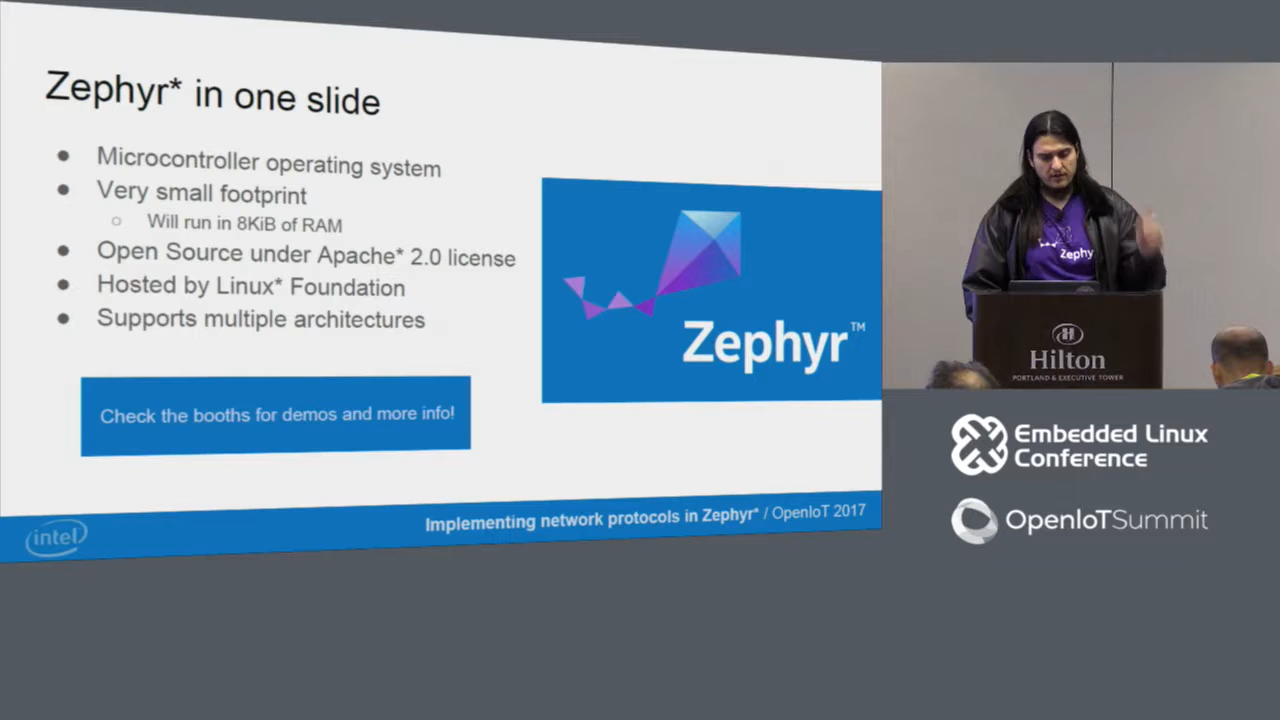 Zephyr* in one slide
● Microcontroller operating system
● Very small footprint
○ Will run in 8KiB of RAM
● Open Source under Apache* 2.0 license
● Hosted by Linux* Foundation
● Supports multiple architectures
Check the booths for demos and more info!
Zephyr™
intel
Implementing network protocols in Zephyr* / OpenIoT 2017
Zephy
Hilton
PORTLAND & EXECUTIVE TOWER
Embedded Linux
Conference
OpenIoTSummit